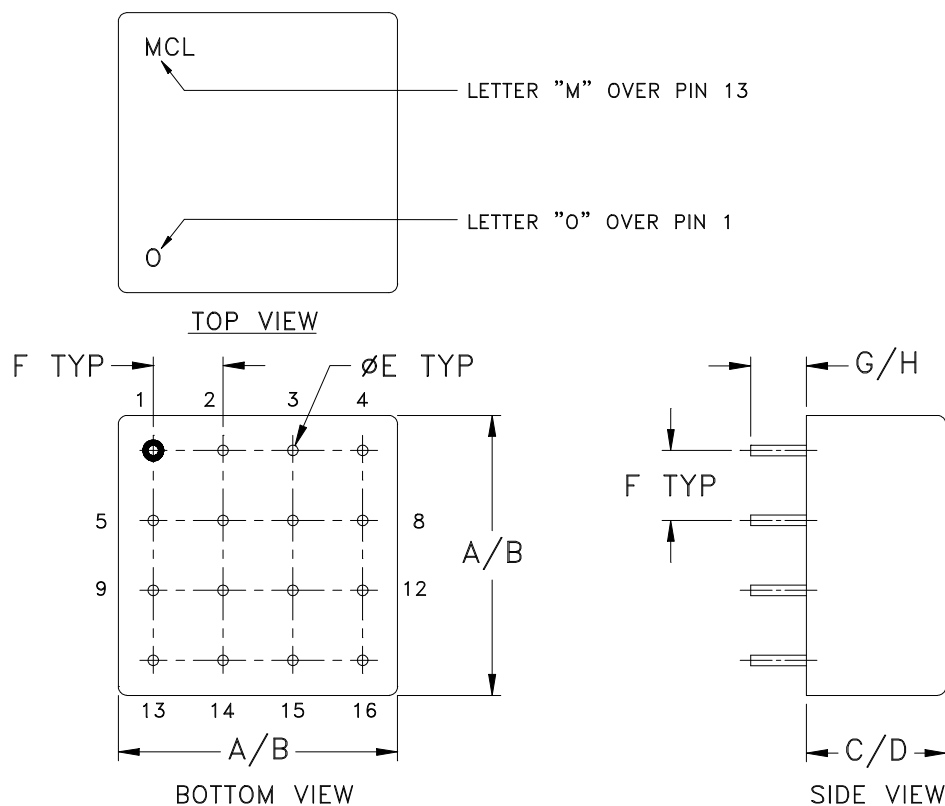 MCL
LETTER "M" OVER PIN 13
LETTER "O" OVER PIN 1
O
TOP VIEW
F TYP
ØE TYP
G/H
1 2 3 4
F TYP
5 8
A/B
9 12
13 14 15 16
A/B
C/D
BOTTOM VIEW
SIDE VIEW